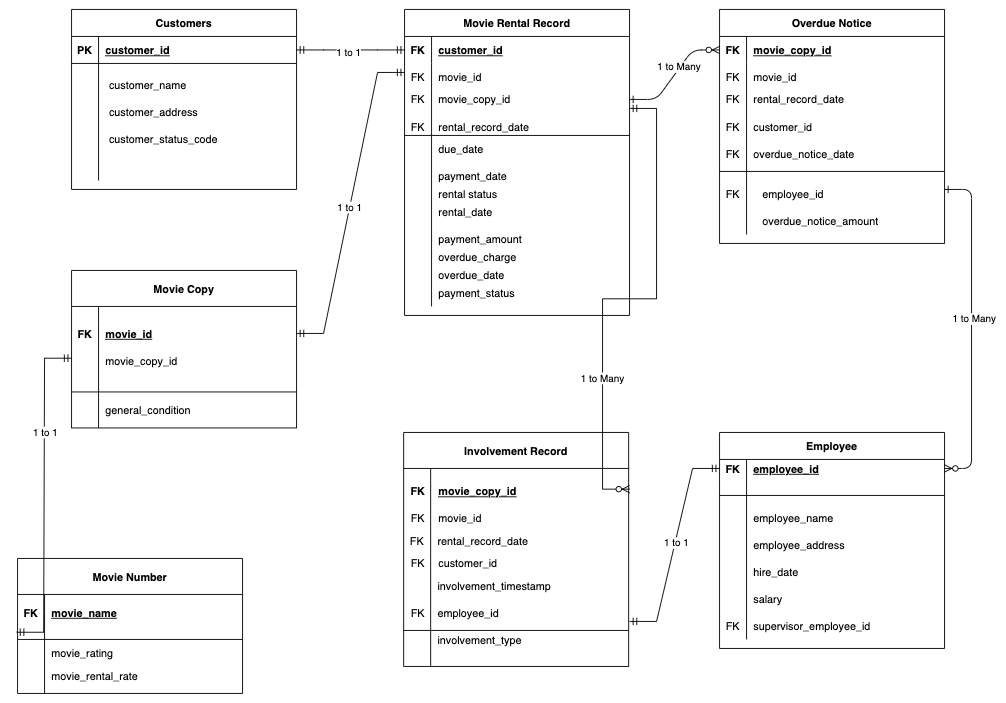 Customers
PK customer_id
customer_name
customer_address
customer_status_code
1 to 1
Movie Rental Record
FK customer_id
FK movie_id
FK movie_copy_id
FK rental_record_date
due_date
payment_date
rental status
rental_date
payment_amount
overdue_charge
overdue_date
payment_status
1 to Many
Overdue Notice
FK movie_copy_id
FK movie_id
FK rental_record_date
FK customer_id
FK overdue_notice_date
FK employee_id
overdue_notice_amount
1 to 1
Movie Copy
FK movie_id
movie_copy_id
general_condition
1 to Many
1 to Many
1 to 1
Involvement Record
FK movie_copy_id
FK movie_id
FK rental_record_date
FK customer_id
involvement_timestamp
FK employee_id
involvement_type
1 to 1
Employee
FK employee_id
employee_name
employee_address
hire_date
salary
FK supervisor_employee_id
Movie Number
FK movie_name
movie_rating
movie_rental_rate